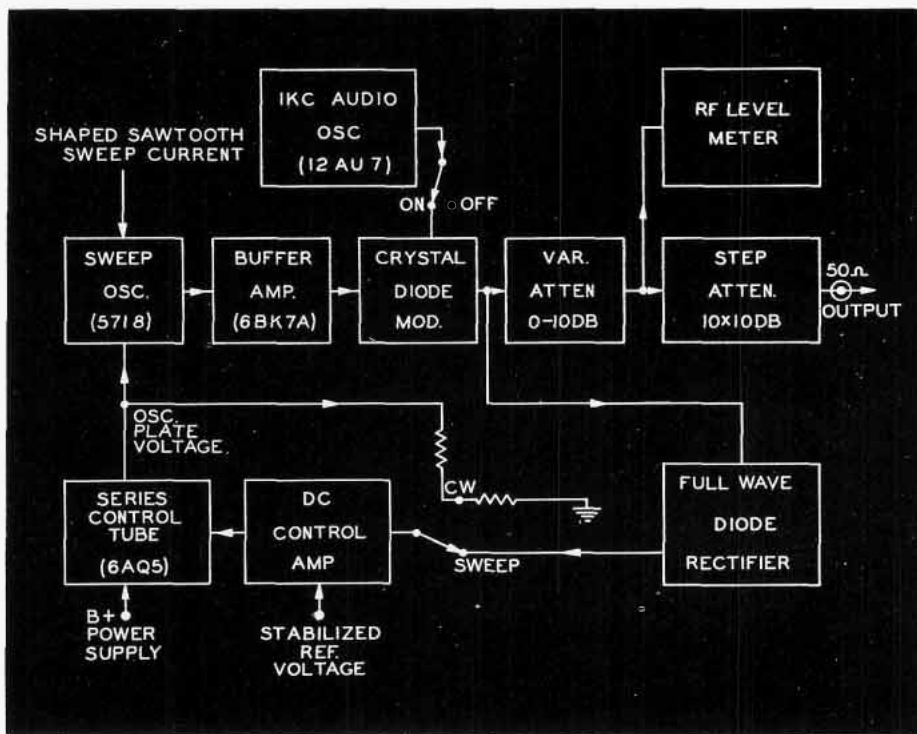 1KC AUDIO
OSC
(12 AU 7)
RF LEVEL
METER
SHAPED SAWTOOTH
SWEEP CURRENT
ON
OFF
SWEEP
OSC.
(5718)
BUFFER
AMP.
(6BK7A)
CRYSTAL
DIODE
MOD.
VAR.
ATTEN
0-10DB
STEP
ATTEN.
10X10DB
50Ω
OUTPUT
OSC.
PLATE
VOLTAGE
SERIES
CONTROL
TUBE
(6AQ5)
DC
CONTROL
AMP
CW
SWEEP
FULL WAVE
DIODE
RECTIFIER
B+
POWER
SUPPLY
STABILIZED
REF.
VOLTAGE